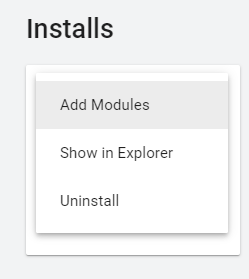 Installs
Add Modules
Show in Explorer
Uninstall